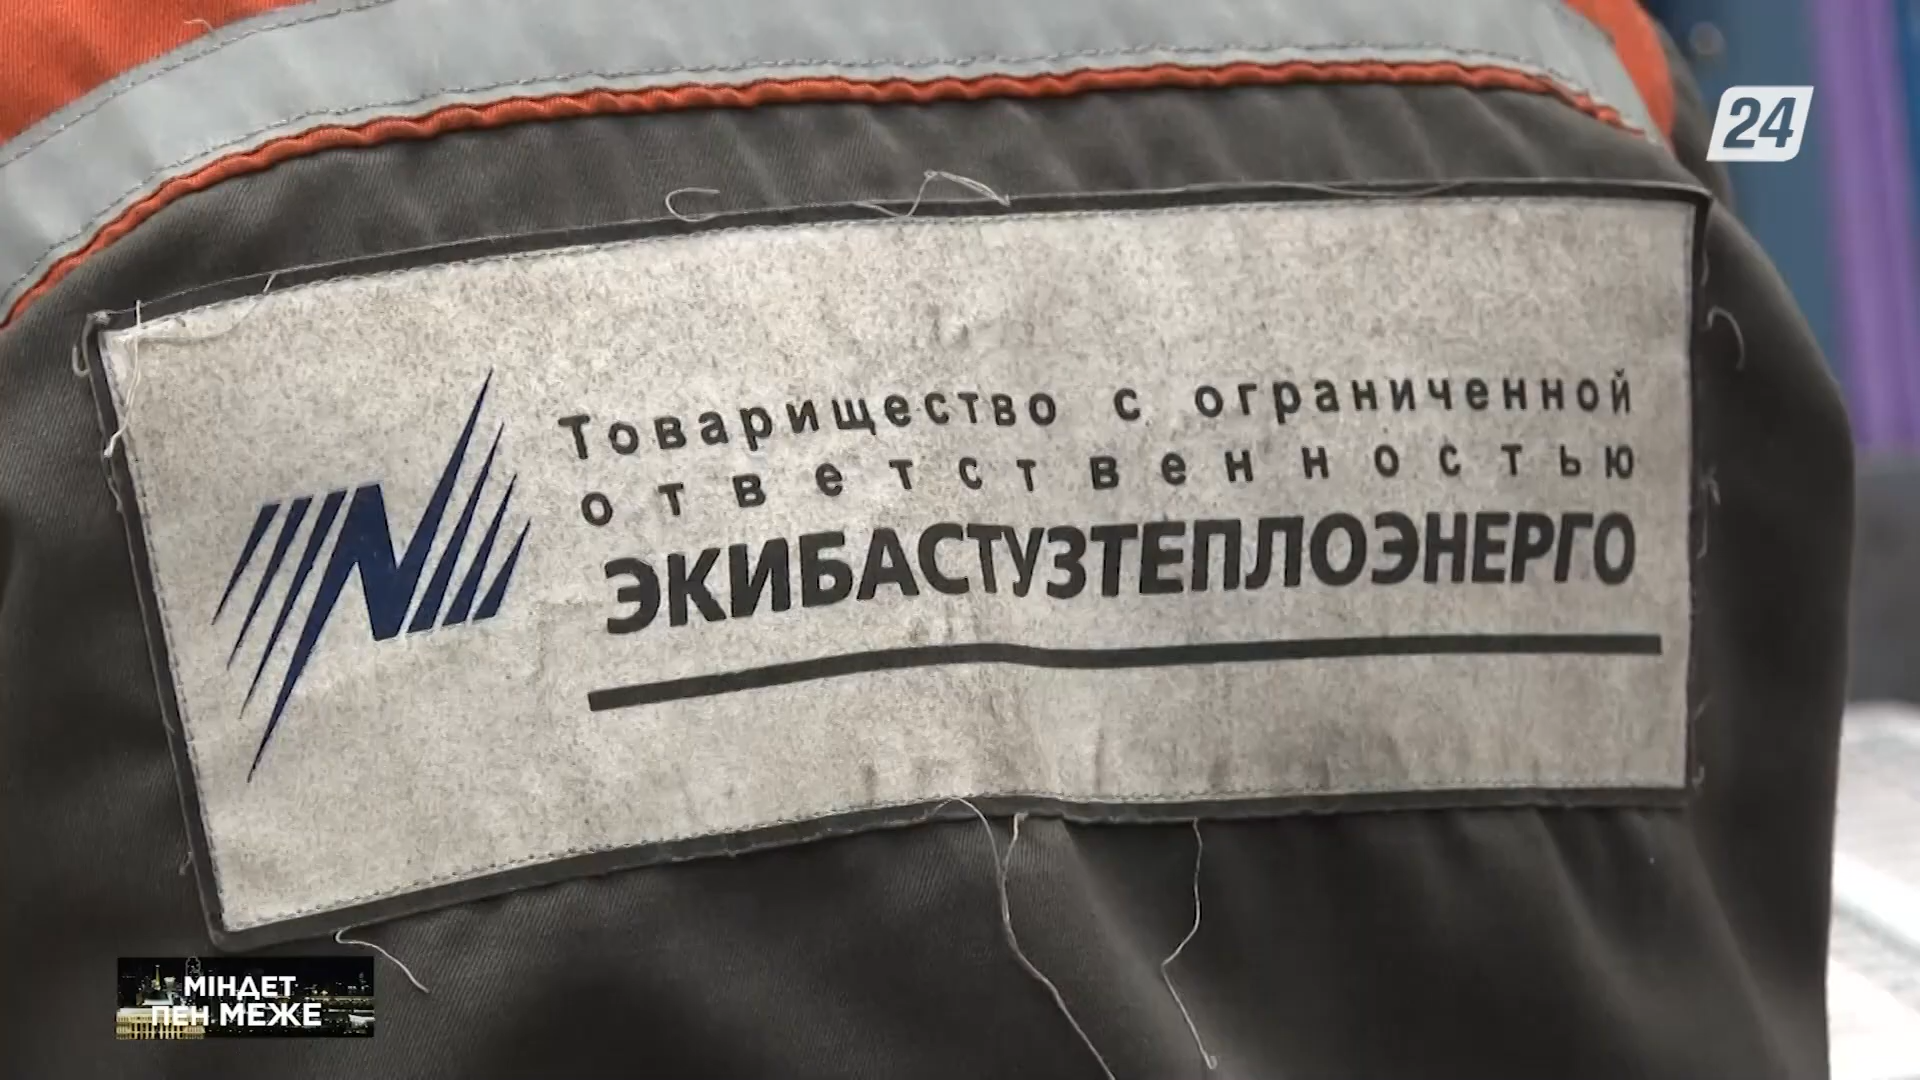 24
Товарищество с ограниченной
ответственностью
ЭКИБАСТУЗТЕПЛОЭНЕРГО
МІНДЕТ
ПЕН МЕЖЕ